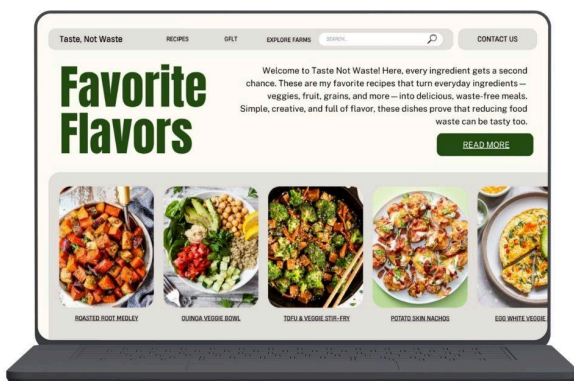 Taste, Not Waste
RECIPES
GFLT
EXPLORE FARMS
SEARCH...
CONTACT US
Favorite
Flavors
Welcome to Taste Not Waste! Here, every ingredient gets a second
chance. These are my favorite recipes that turn everyday ingredients —
veggies, fruit, grains, and more — into delicious, waste-free meals.
Simple, creative, and full of flavor, these dishes prove that reducing food
waste can be tasty too.
READ MORE
ROASTED ROOT MEDLEY
QUINOA VEGGIE BOWL
TOFU & VEGGIE STIR-FRY
POTATO SKIN NACHOS
EGG WHITE VEGGIE